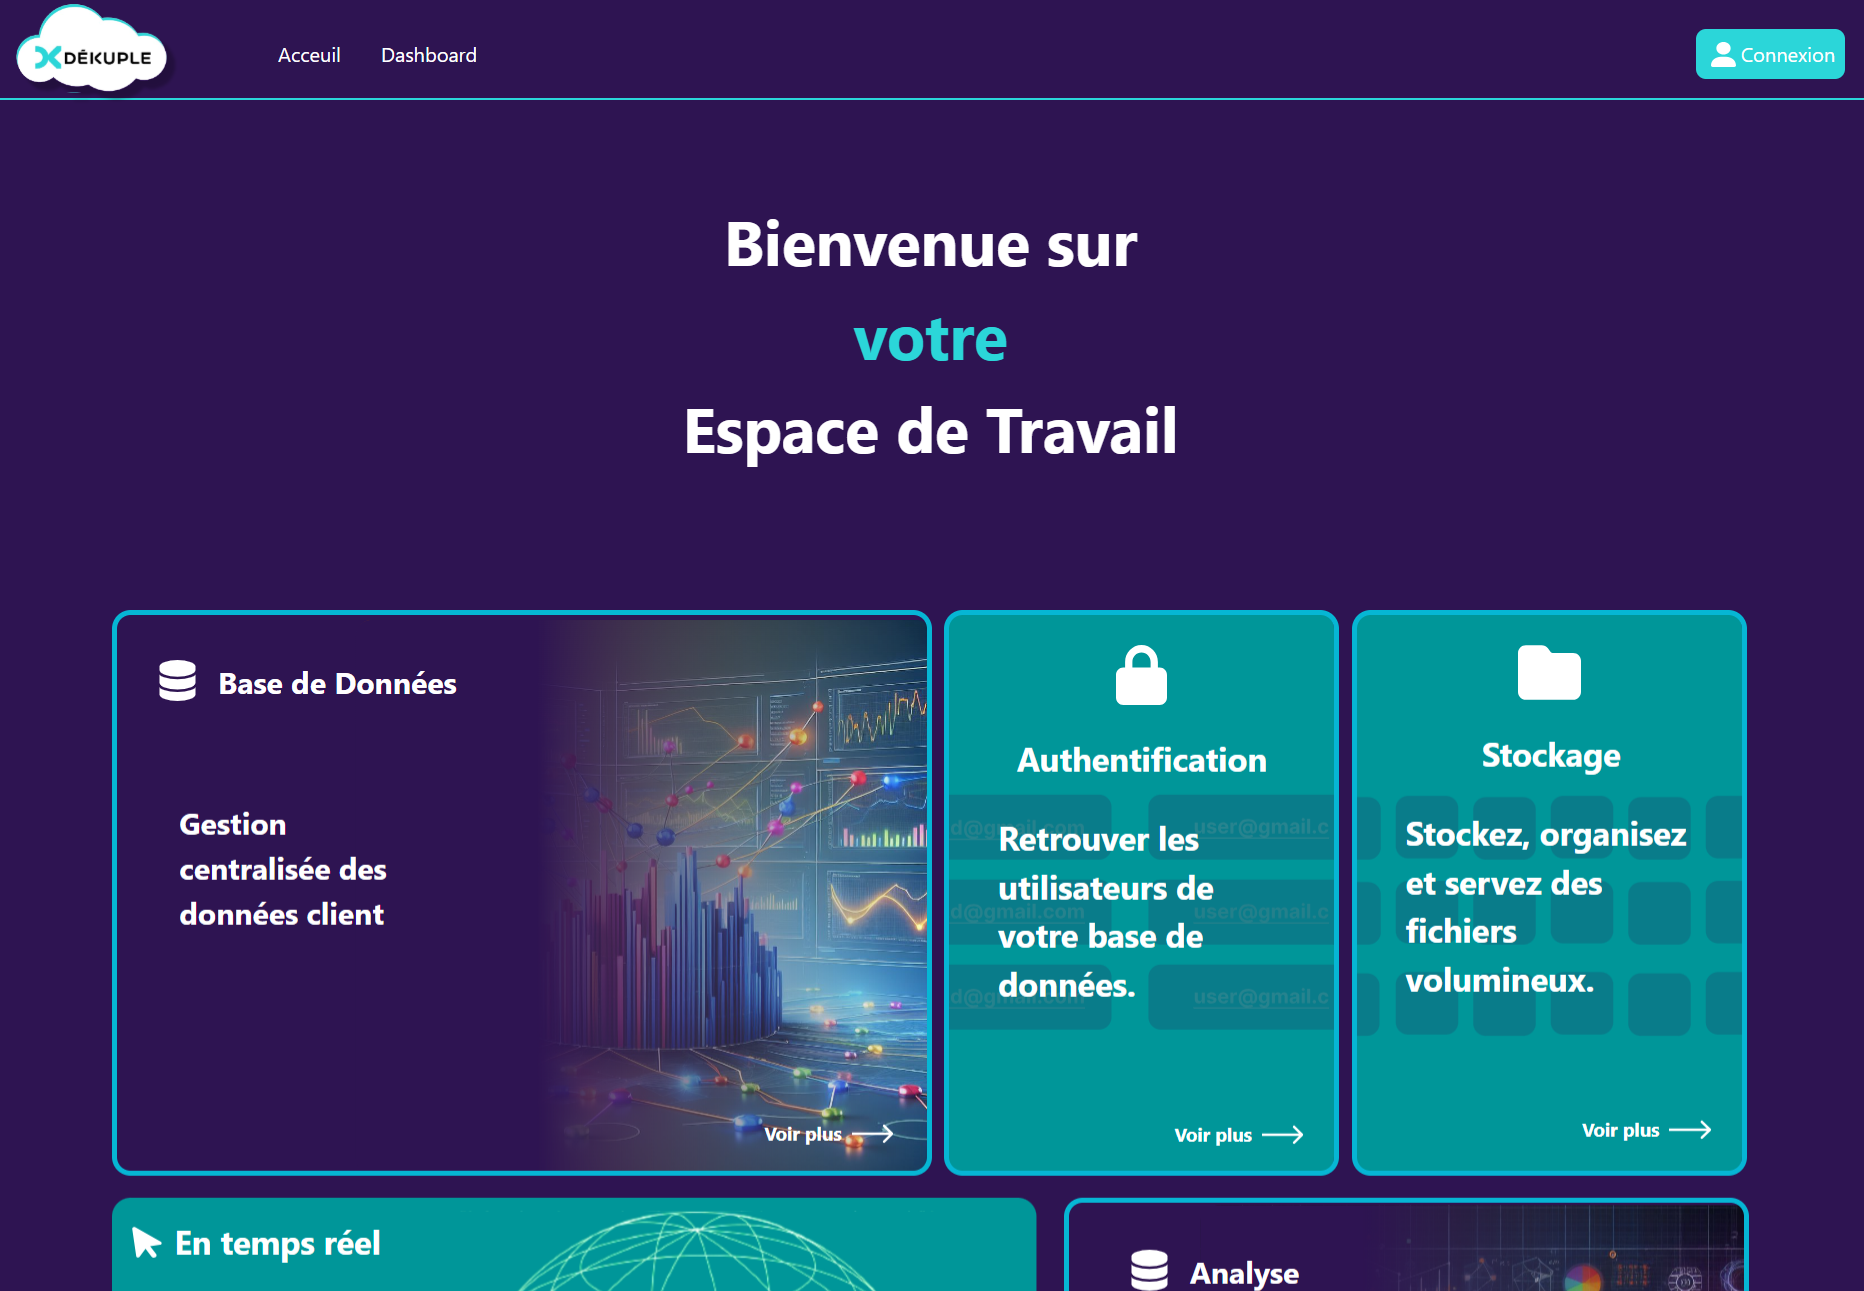 DÉKUPLE
Acceuil
Dashboard
Connexion
Bienvenue sur
votre
Espace de Travail
Base de Données
Gestion
centralisée des
données client
Voir plus
Authentification
d@gmail.com
user@gmail.c
Retrouver les
utilisateurs de
d@gmail.com
user@gmail.c
votre base de
données.
d@gmail.com
user@gmail.c
Voir plus
Stockage
Stockez, organisez
et servez des
fichiers
volumineux.
Voir plus
En temps réel
Analyse